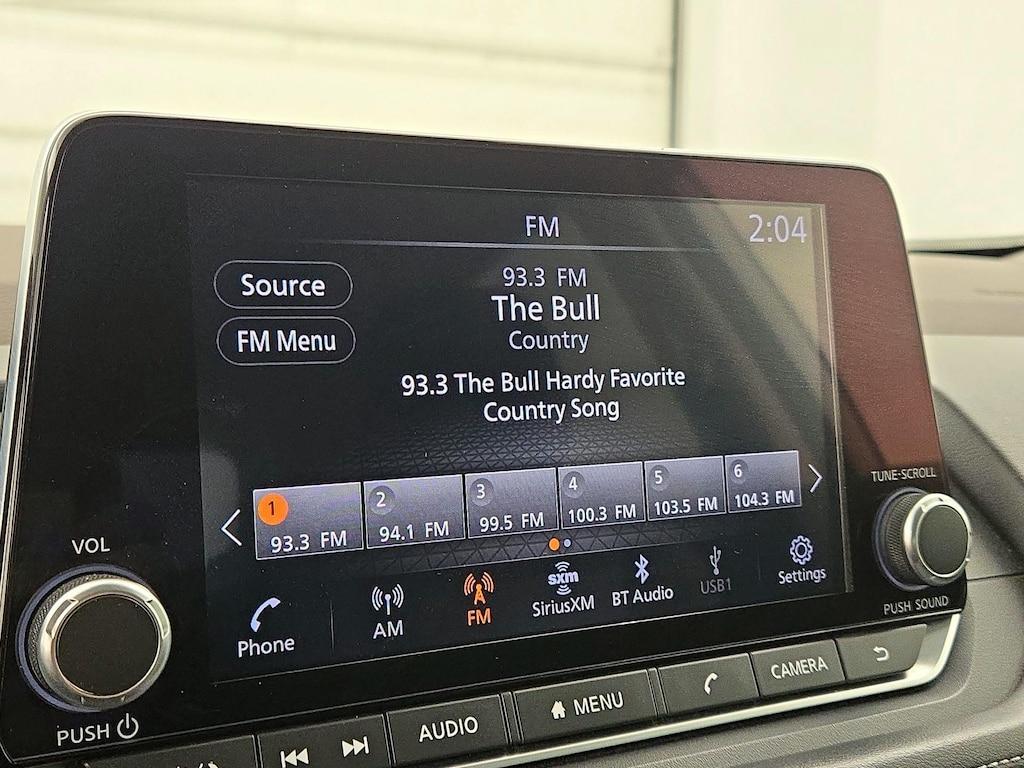 FM
2:04
Source
93.3 FM
The Bull
FM Menu
Country
93.3 The Bull Hardy Favorite
Country Song
TUNE·SCROLL
1
2
3
4
5
6
93.3 FM
94.1 FM
99.5 FM
100.3 FM
103.5 FM
104.3 FM
VOL
Phone
AM
FM
sxm
SiriusXM
BT Audio
USB1
Settings
PUSH SOUND
PUSH
AUDIO
MENU
CAMERA